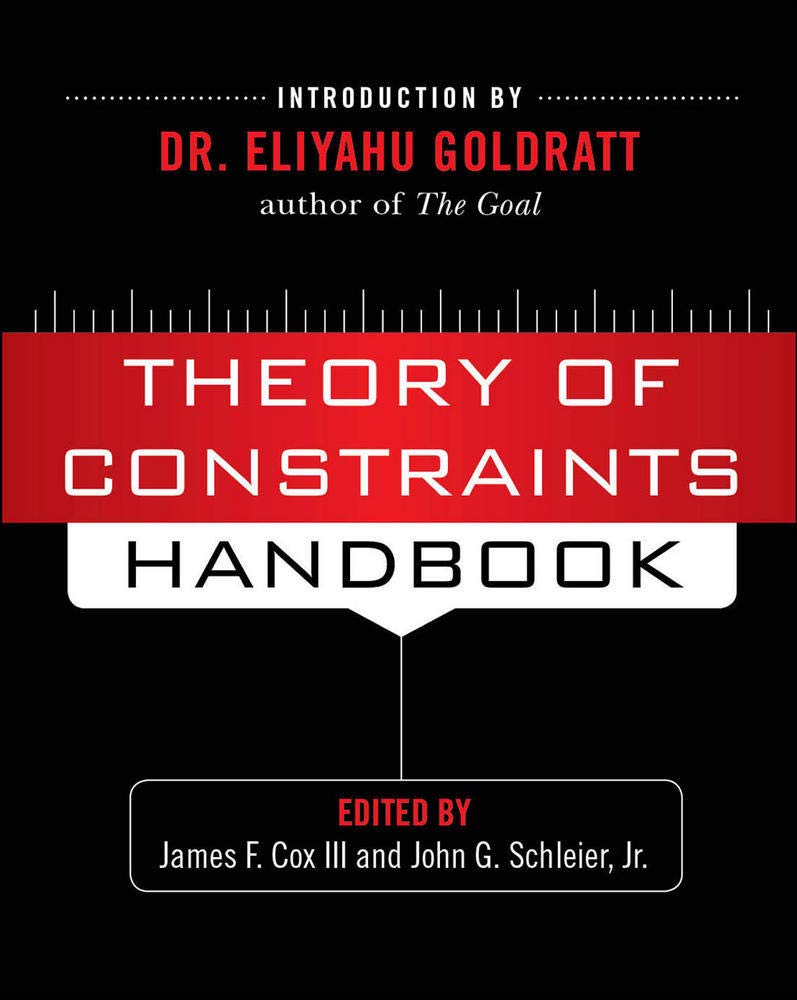 INTRODUCTION BY
DR. ELIYAHU GOLDRATT
author of The Goal
THEORY OF
CONSTRAINTS
HANDBOOK
EDITED BY
James F. Cox III and John G. Schleier, Jr.